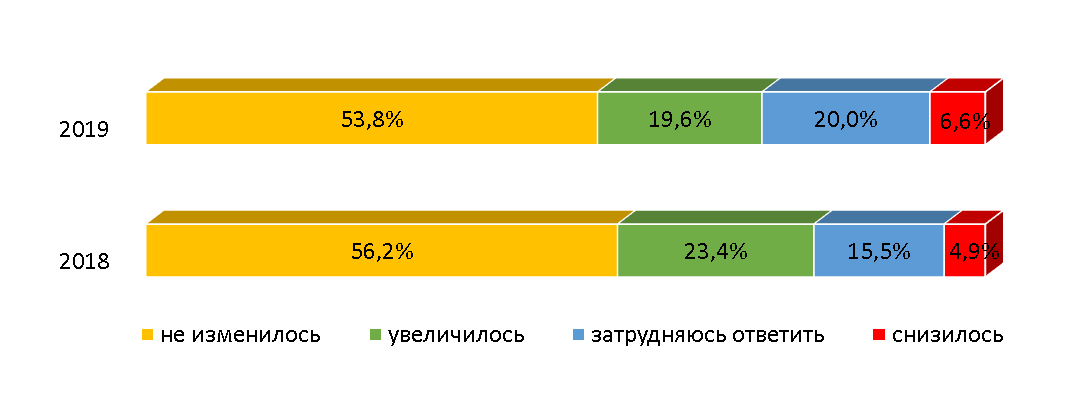 2019 53,8% 19,6% 20,0% 6,6%
2018 56,2% 23,4% 15,5% 4,9%
не изменилось увеличилось затрудняюсь ответить снизилось